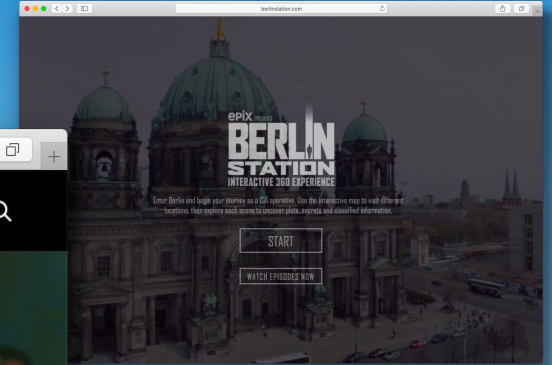 berlinstation.com
epix PRESENTS
BERLIN
STATION
INTERACTIVE 360 EXPERIENCE
Enter Berlin and begin your journey as a CIA operative. Use the interactive map to visit different
locations, then explore each scene to uncover plots, secrets and classified information.
START
WATCH EPISODES NOW